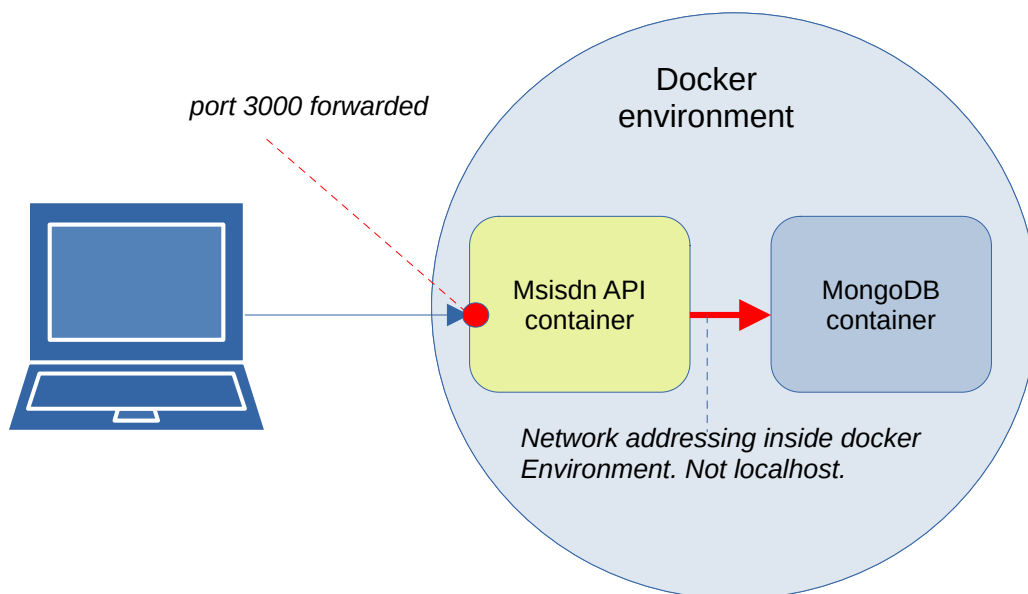 Docker
environment
port 3000 forwarded
Msisdn API
container
MongoDB
container
Network addressing inside docker
Environment. Not localhost.